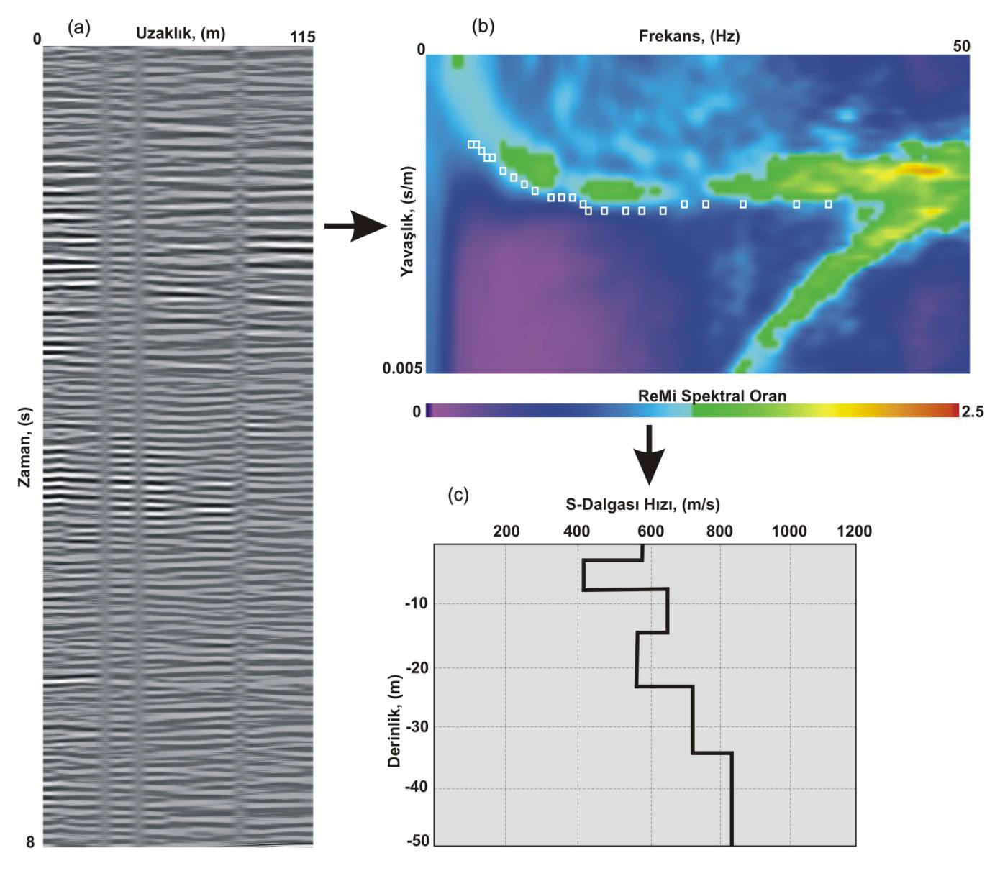 (a)
Uzaklık, (m)
0
115
Zaman, (s)
8
(b)
Frekans, (Hz)
0
50
Yavaşlık, (s/m)
0.005
ReMi Spektral Oran
0
2.5
(c)
S-Dalgası Hızı, (m/s)
200 400 600 800 1000 1200
Derinlik, (m)
-10
-20
-30
-40
-50